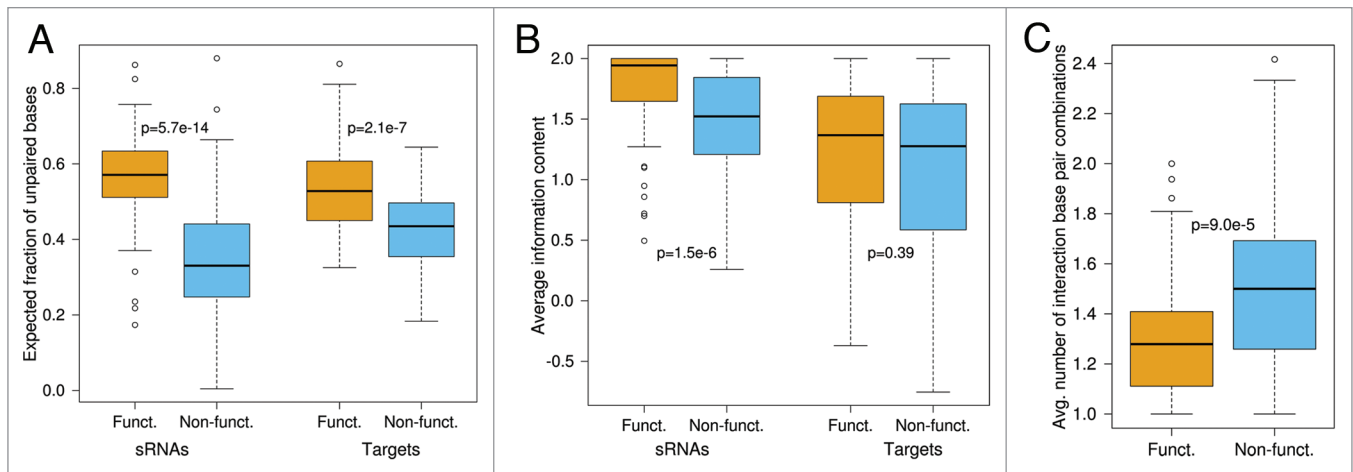 A
Expected fraction of unpaired bases
0.8
0.6
0.4
0.2
0.0
p=5.7e-14
p=2.1e-7
Funct. Non-funct. Funct. Non-funct.
sRNAs Targets
B
Average information content
2.0
1.5
1.0
0.5
0.0
-0.5
p=1.5e-6
p=0.39
Funct. Non-funct. Funct. Non-funct.
sRNAs Targets
C
Avg. number of interaction base pair combinations
2.4
2.2
2.0
1.8
1.6
1.4
1.2
1.0
p=9.0e-5
Funct. Non-funct.